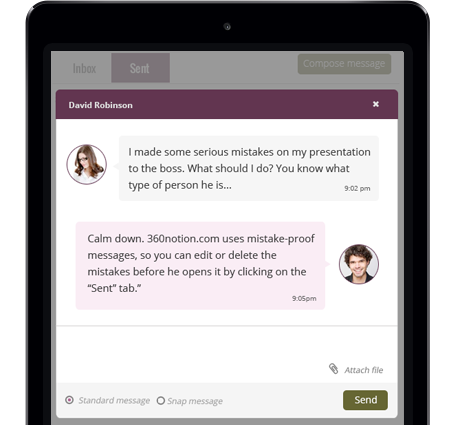 Inbox
Sent
Compose message
David Robinson
I made some serious mistakes on my presentation
to the boss. What should I do? You know what
type of person he is...
9:02 pm
Calm down. 360notion.com uses mistake-proof
messages, so you can edit or delete the
mistakes before he opens it by clicking on the
“Sent” tab.”
9:05pm
Attach file
Standard message
Snap message
Send